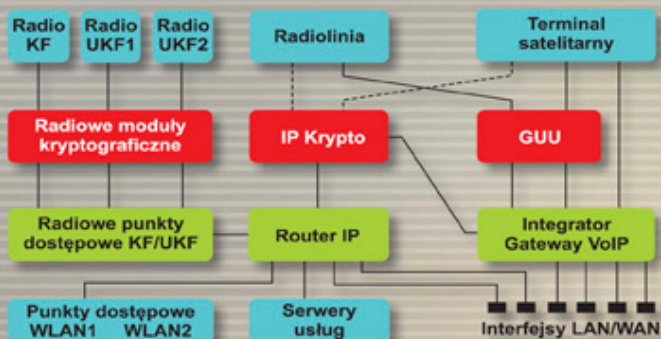 Radio
KF
Radio
UKF1
Radio
UKF2
Radiolinia
Terminal
satelitarny
Radiowe moduły
kryptograficzne
IP Krypto
GUU
Radiowe punkty
dostępowe KF/UKF
Router IP
Integrator
Gateway VoIP
Punkty dostępowe
WLAN1 WLAN2
Serwery
usług
Interfejsy LAN/WAN